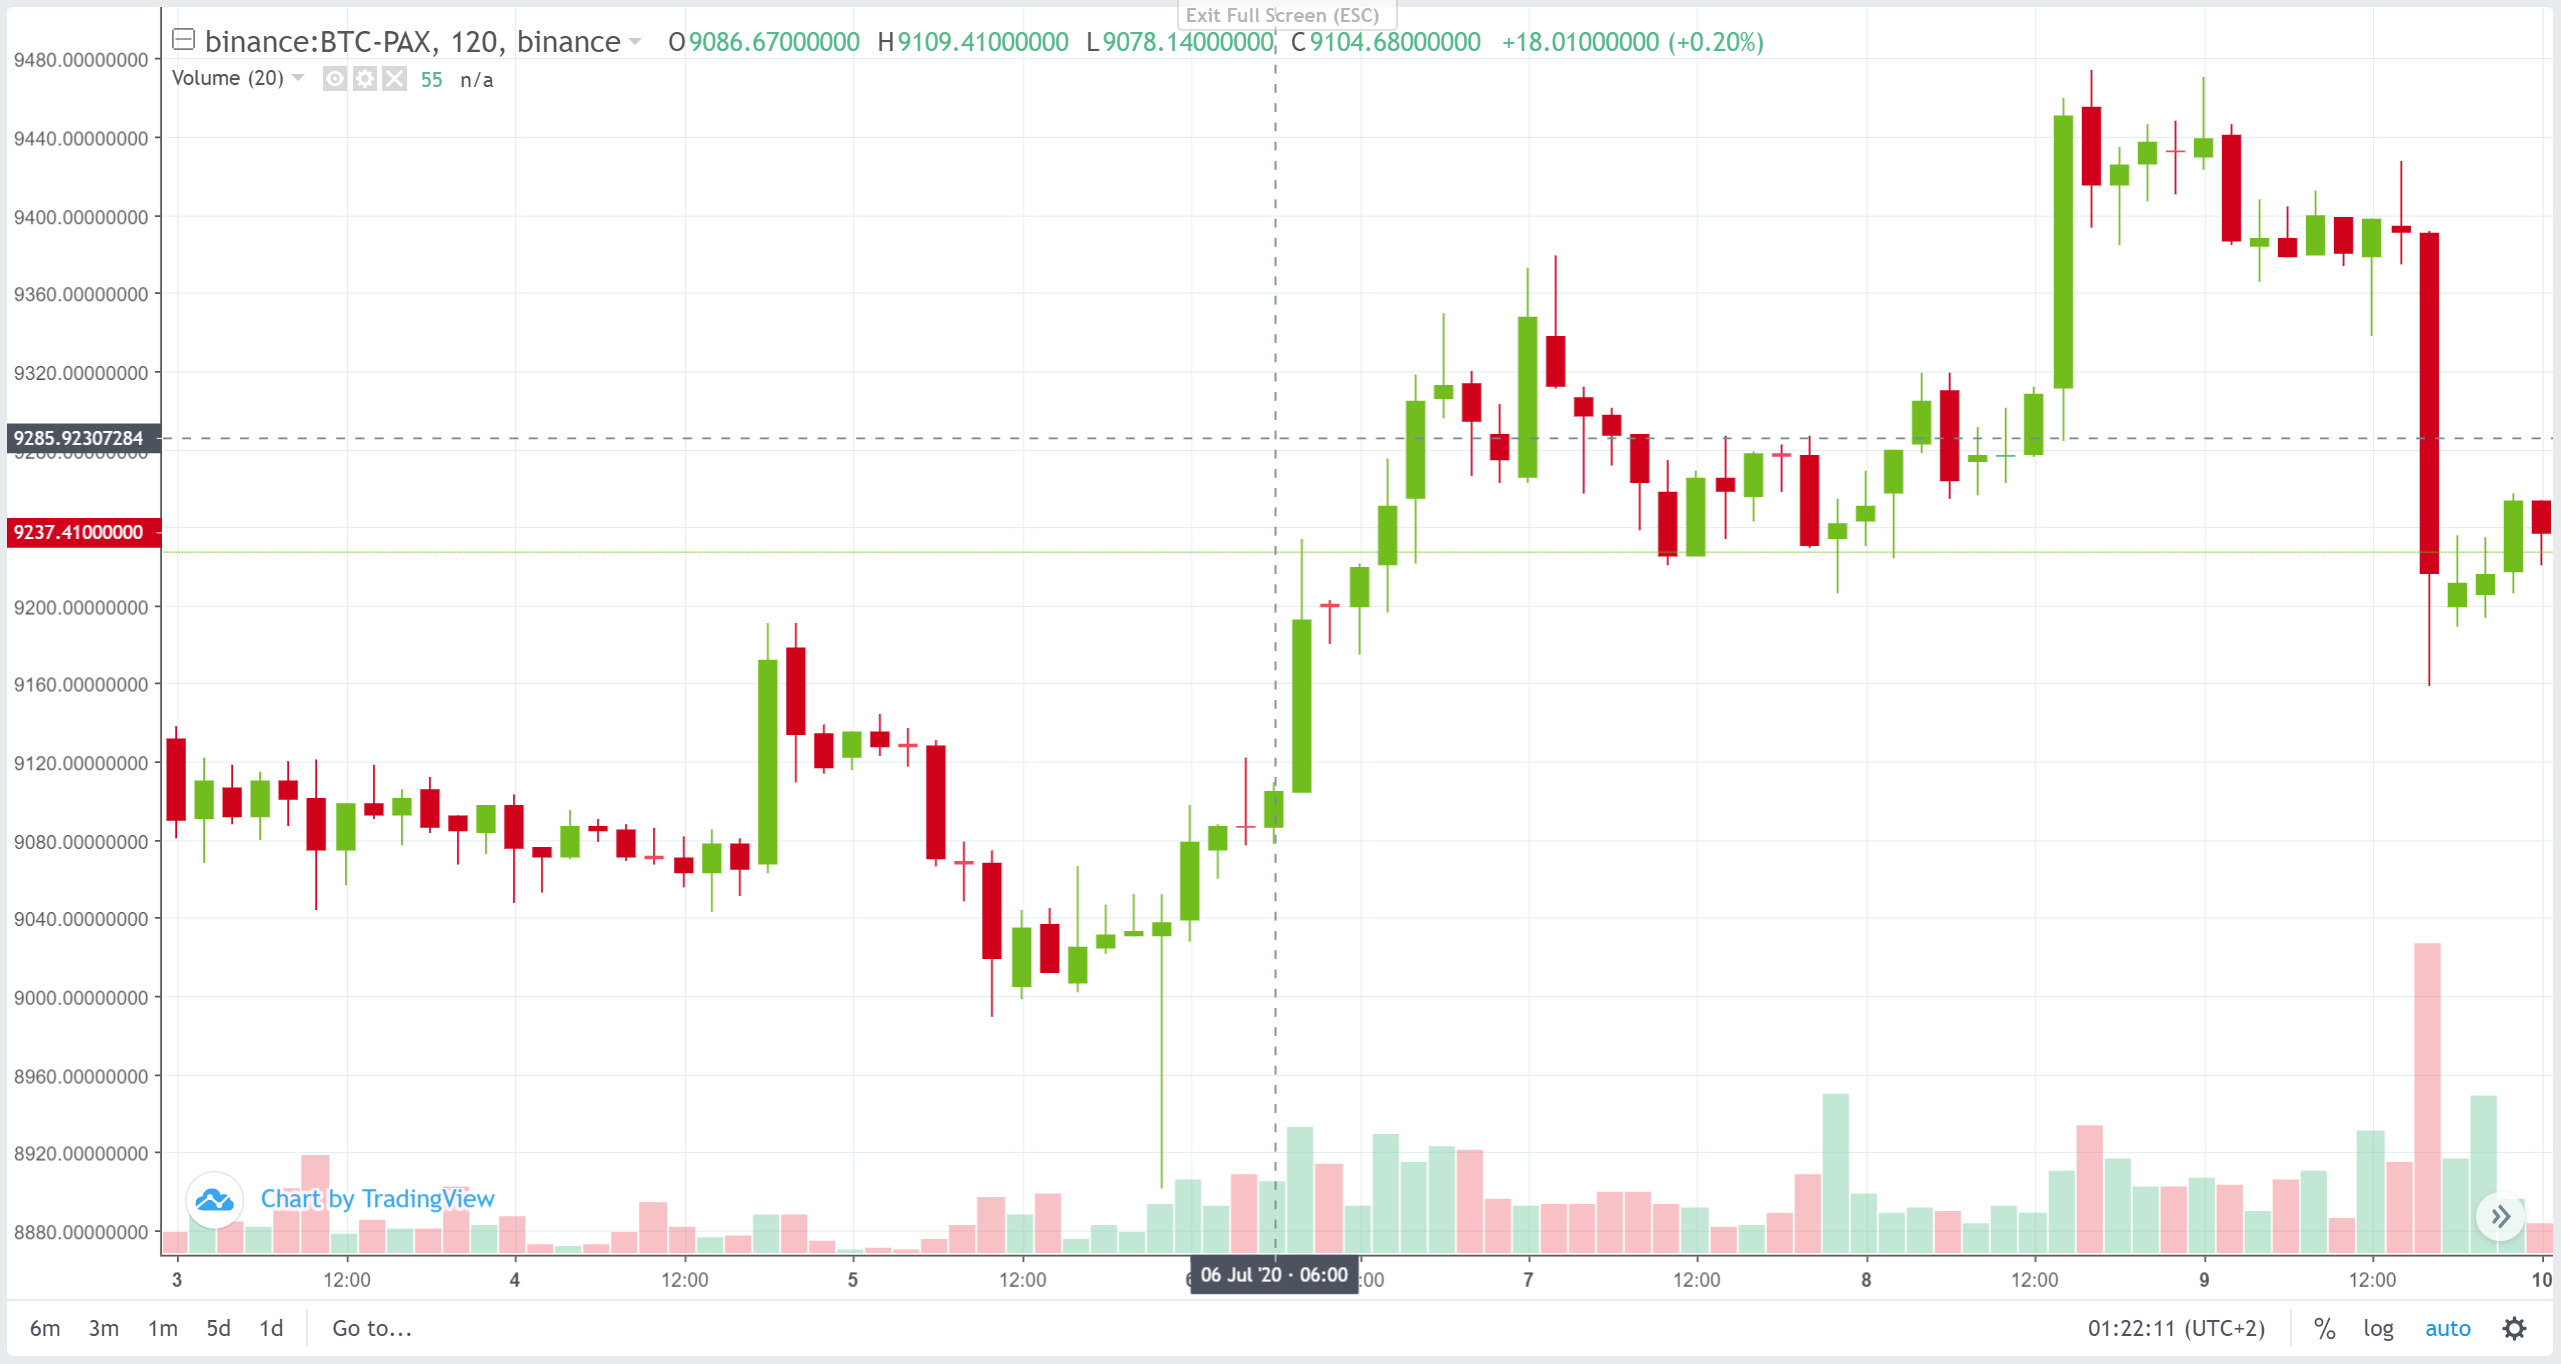 Exit Full Screen (ESC)
binance:BTC-PAX, 120, binance O9086.67000000 H9109.41000000 L9078.14000000 C9104.68000000 +18.01000000 (+0.20%)
Volume (20) 55 n/a
9480.00000000
9440.00000000
9400.00000000
9360.00000000
9320.00000000
9285.92307284
9280.00000000
9237.41000000
9200.00000000
9160.00000000
9120.00000000
9080.00000000
9040.00000000
9000.00000000
8960.00000000
8920.00000000
8880.00000000
Chart by TradingView
3 12:00 4 12:00 5 12:00 06 Jul '20 · 06:00 :00 7 12:00 8 12:00 9 12:00 10
6m 3m 1m 5d 1d Go to... 01:22:11 (UTC+2) % log auto